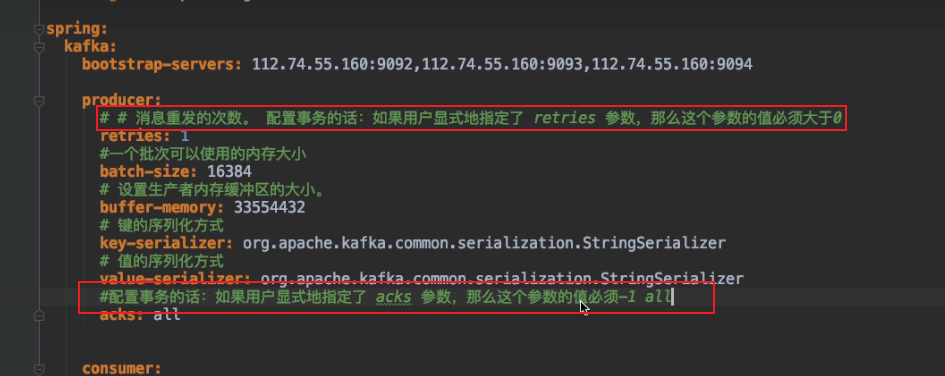 spring:
kafka:
bootstrap-servers: 112.74.55.160:9092,112.74.55.160:9093,112.74.55.160:9094
producer:
# # 消息重发的次数。 配置事务的话：如果用户显式地指定了 retries 参数，那么这个参数的值必须大于0
retries: 1
#一个批次可以使用的内存大小
batch-size: 16384
# 设置生产者内存缓冲区的大小。
buffer-memory: 33554432
# 键的序列化方式
key-serializer: org.apache.kafka.common.serialization.StringSerializer
# 值的序列化方式
value-serializer: org.apache.kafka.common.serialization.StringSerializer
#配置事务的话：如果用户显式地指定了 acks 参数，那么这个参数的值必须-1 all
acks: all
consumer: